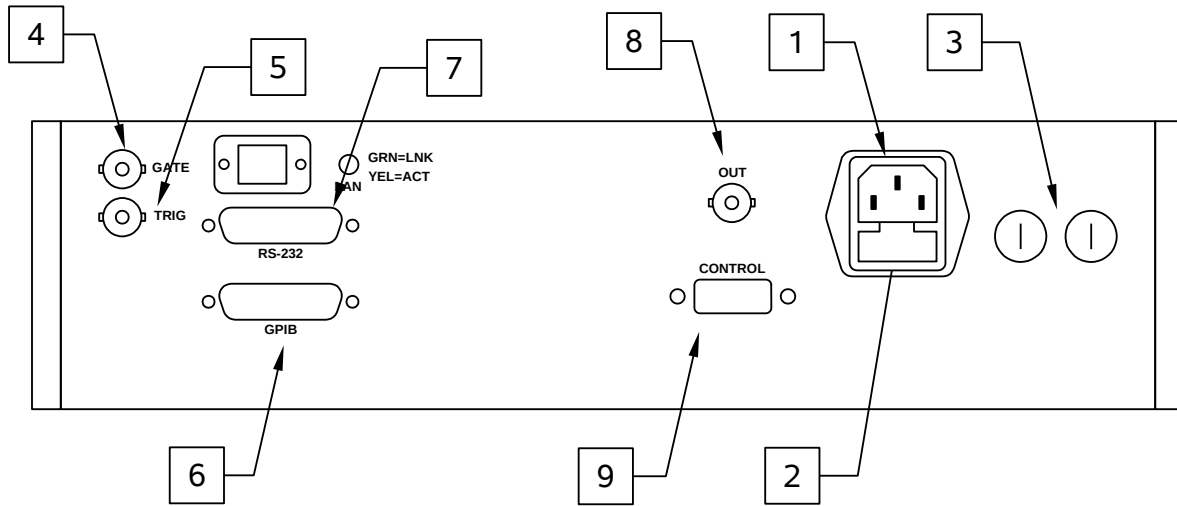 4
5
7
8
1
3
GATE
TRIG
GRN=LNK
YEL=ACT
LAN
RS-232
GPIB
OUT
CONTROL
6
9
2